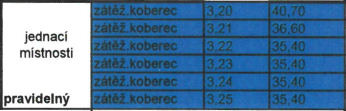 zátěž.koberec 3,20 40,70
zátěž.koberec 3,21 36,60
jednací
zátěž.koberec 3,22 35,40
místnosti
zátěž.koberec 3,23 35,40
zátěž.koberec 3,24 35,40
pravidelný zátěž.koberec 3,25 35,40